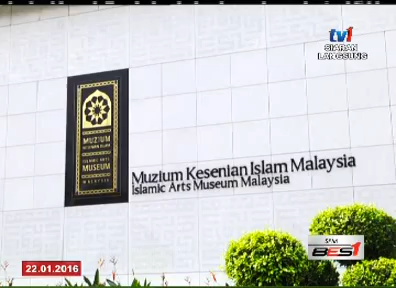 tv1
SIARAN
LANGSUNG
MUZIUM
KESENIAN ISLAM
ISLAMIC ARTS
MUSEUM
MALAYSIA
Muzium Kesenian Islam Malaysia
Islamic Arts Museum Malaysia
BES1
22.01.2016